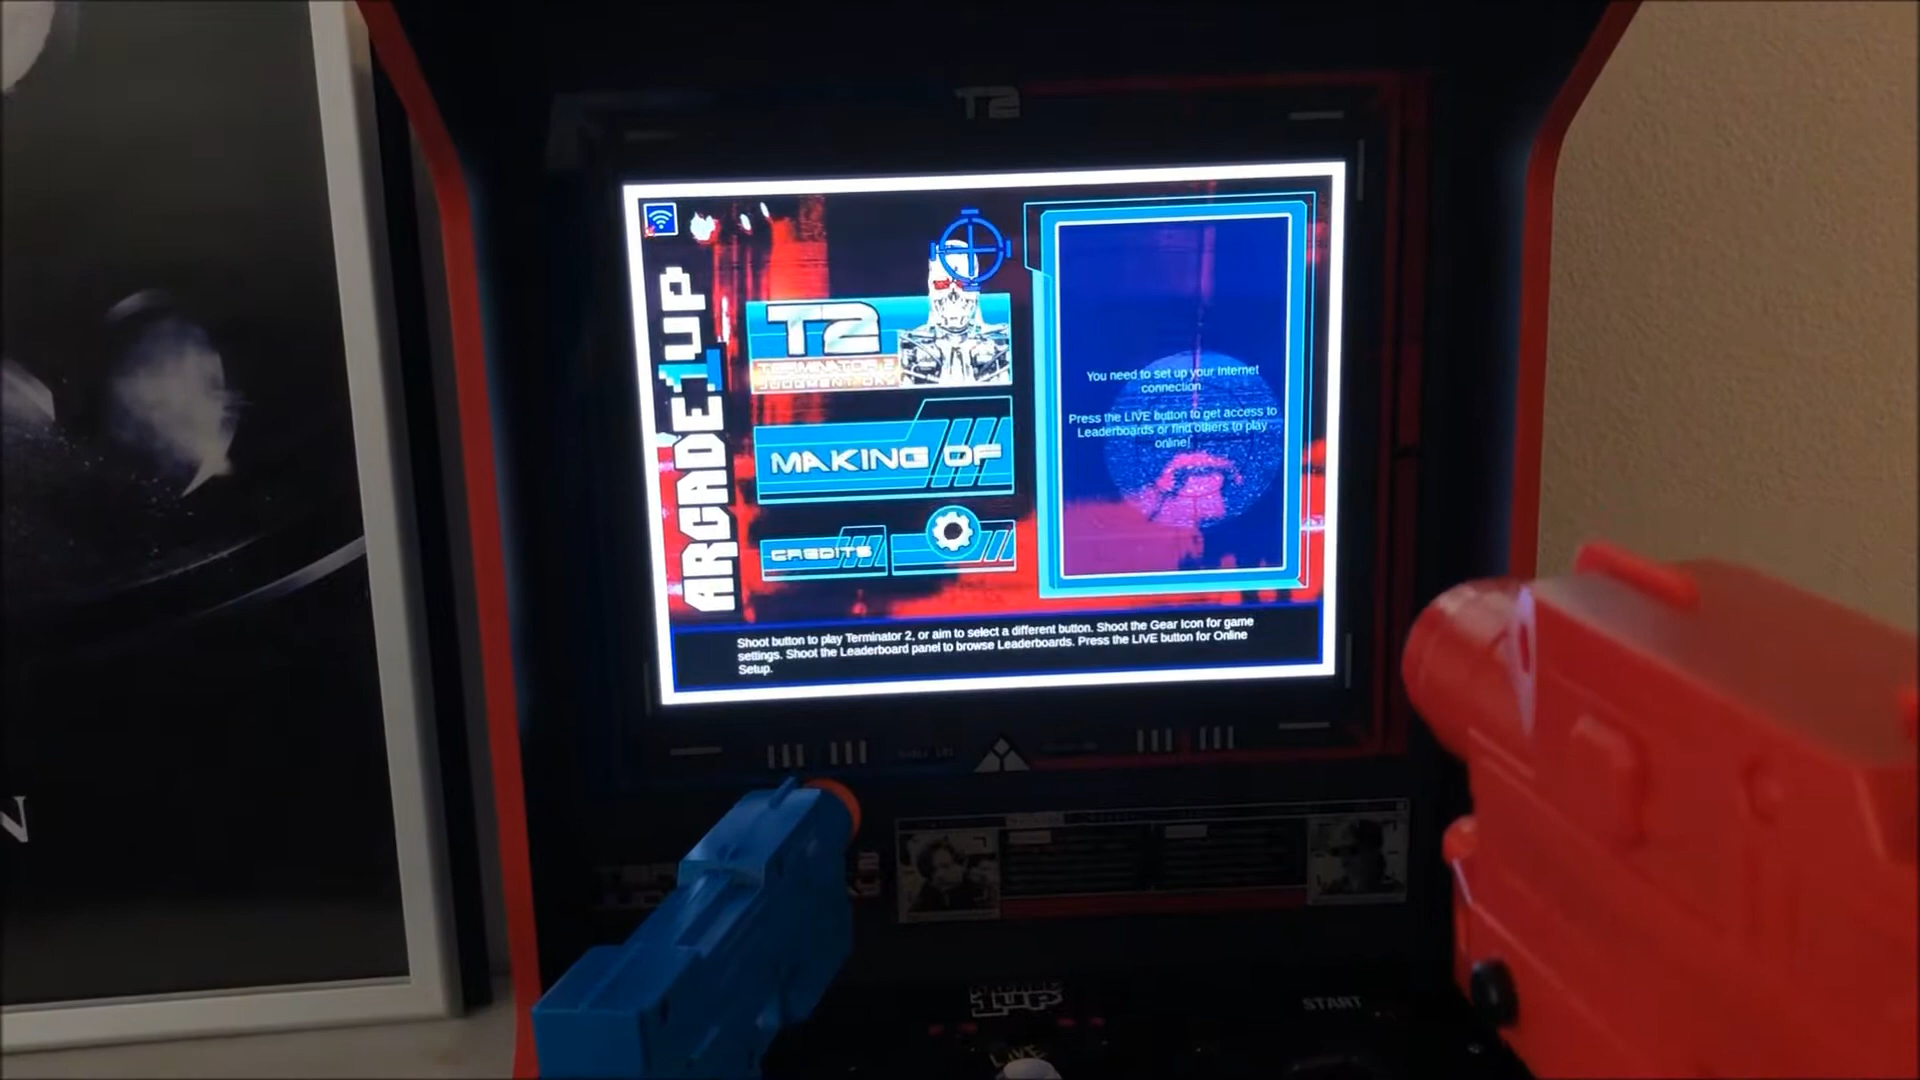 T2
ARCADE1UP
T2
TERMINATOR 2
JUDGMENT DAY
MAKING OF
CREDITS
You need to set up your Internet
connection
Press the LIVE button to get access to
Leaderboards or find others to play
online!
Shoot button to play Terminator 2, or aim to select a different button. Shoot the Gear Icon for game
settings. Shoot the Leaderboard panel to browse Leaderboards. Press the LIVE button for Online
Setup.
ARCADE
1UP
START
LIVE